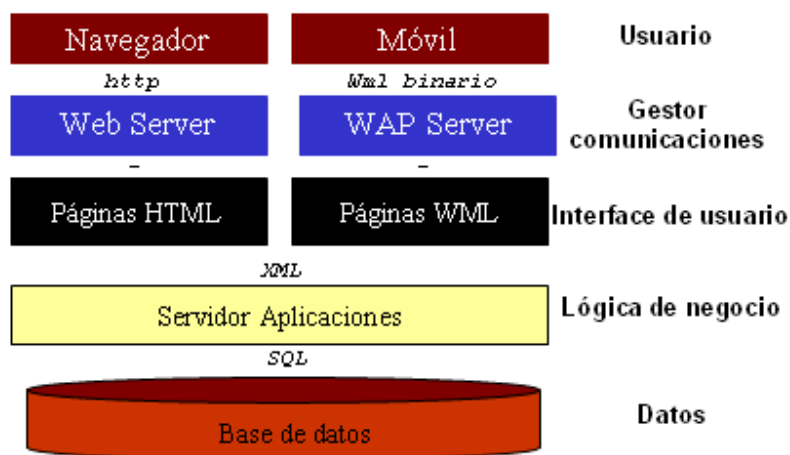 Navegador Móvil Usuario
http Wml binario
Web Server WAP Server Gestor
comunicaciones
- -
Páginas HTML Páginas WML Interface de usuario
XML
Servidor Aplicaciones Lógica de negocio
SQL
Base de datos Datos